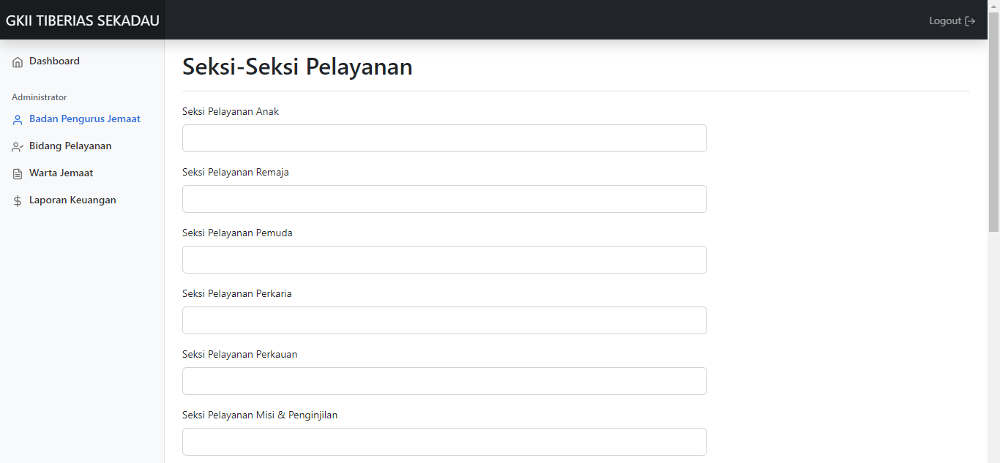 GKII TIBERIAS SEKADAU
Logout
Dashboard
Administrator
Badan Pengurus Jemaat
Bidang Pelayanan
Warta Jemaat
Laporan Keuangan
Seksi-Seksi Pelayanan
Seksi Pelayanan Anak
Seksi Pelayanan Remaja
Seksi Pelayanan Pemuda
Seksi Pelayanan Perkaria
Seksi Pelayanan Perkauan
Seksi Pelayanan Misi & Penginjilan